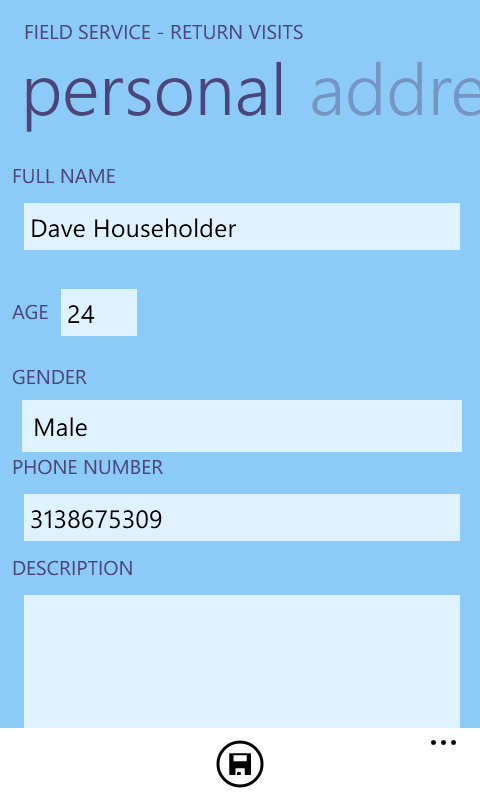 FIELD SERVICE - RETURN VISITS
personal addre
FULL NAME
Dave Householder
AGE 24
GENDER
Male
PHONE NUMBER
3138675309
DESCRIPTION